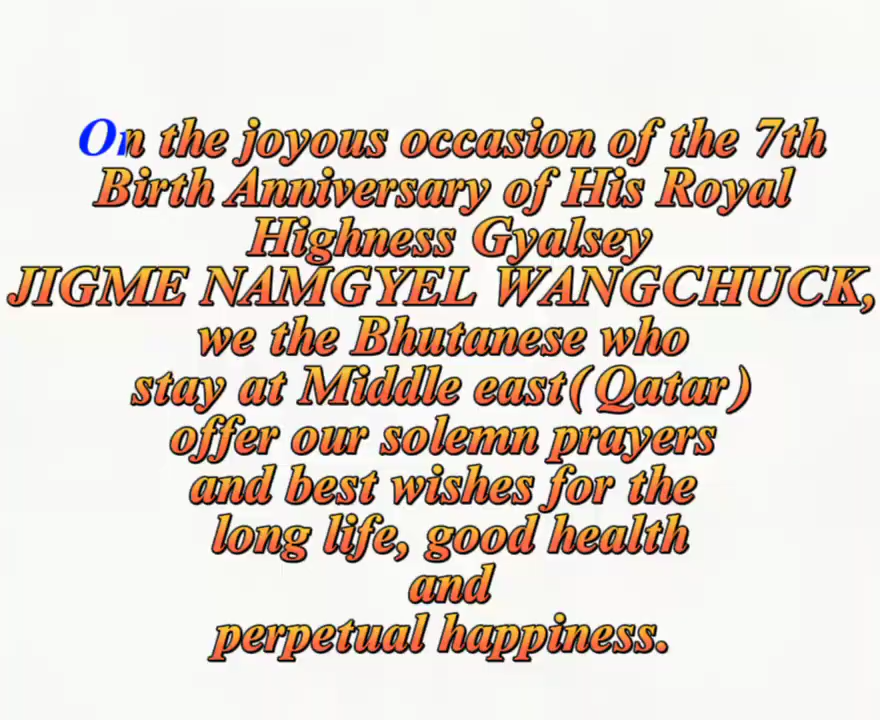 On the joyous occasion of the 7th
Birth Anniversary of His Royal
Highness Gyalsey
JIGME NAMGYEL WANGCHUCK,
we the Bhutanese who
stay at Middle east(Qatar)
offer our solemn prayers
and best wishes for the
long life, good health
and
perpetual happiness.